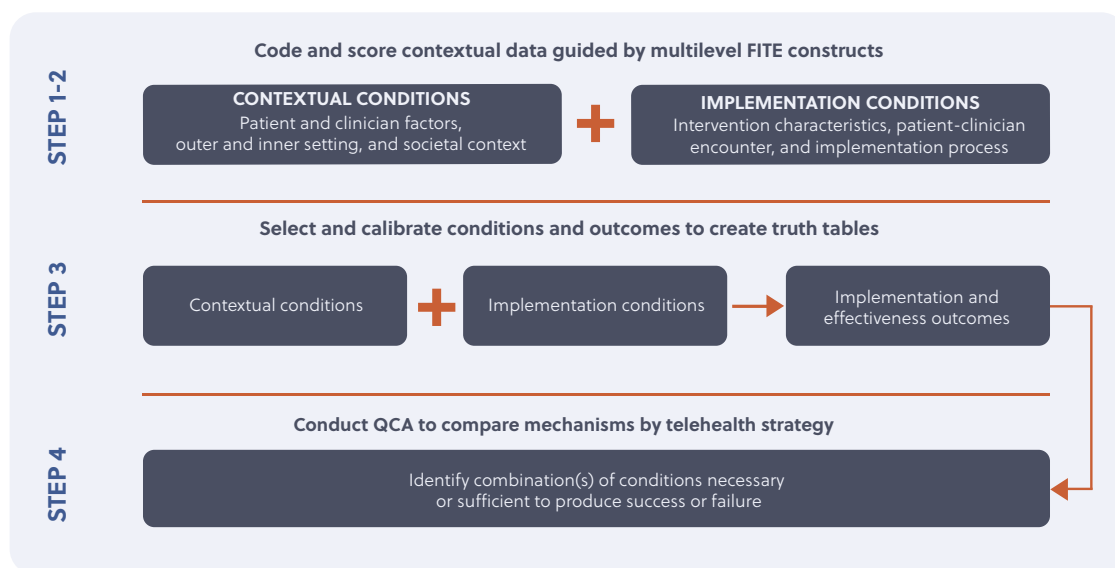 Code and score contextual data guided by multilevel FITE constructs
STEP 1-2
CONTEXTUAL CONDITIONS
Patient and clinician factors,
outer and inner setting, and societal context
IMPLEMENTATION CONDITIONS
Intervention characteristics, patient-clinician
encounter, and implementation process
Select and calibrate conditions and outcomes to create truth tables
STEP 3
Contextual conditions
Implementation conditions
Implementation and
effectiveness outcomes
Conduct QCA to compare mechanisms by telehealth strategy
STEP 4
Identify combination(s) of conditions necessary
or sufficient to produce success or failure